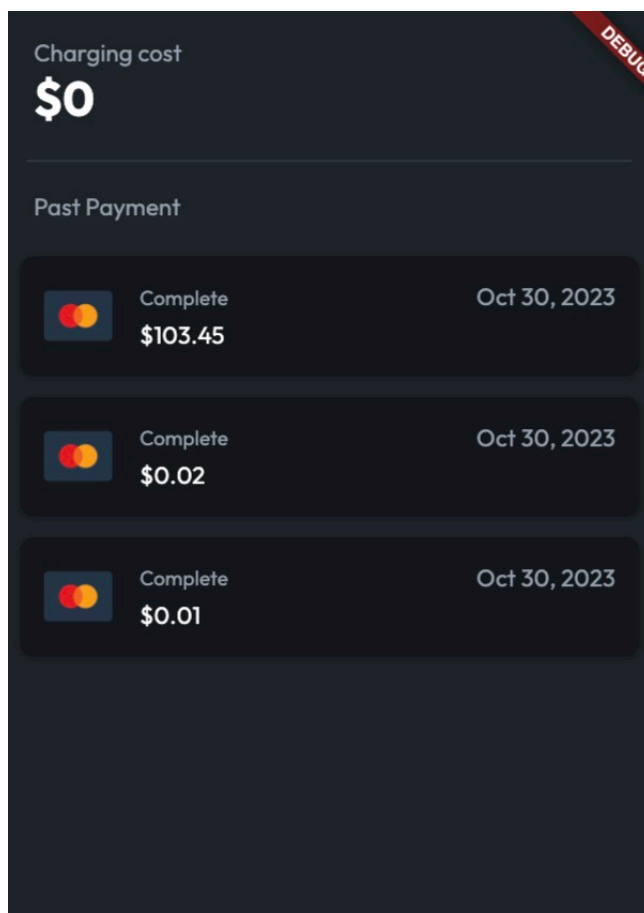 Charging cost
$0
DEBUG
Past Payment
Complete
Oct 30, 2023
$103.45
Complete
Oct 30, 2023
$0.02
Complete
Oct 30, 2023
$0.01